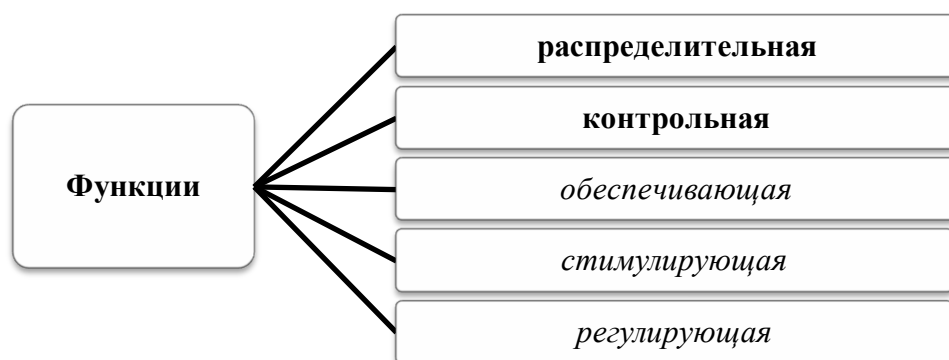 Функции
распределительная
контрольная
обеспечивающая
стимулирующая
регулирующая